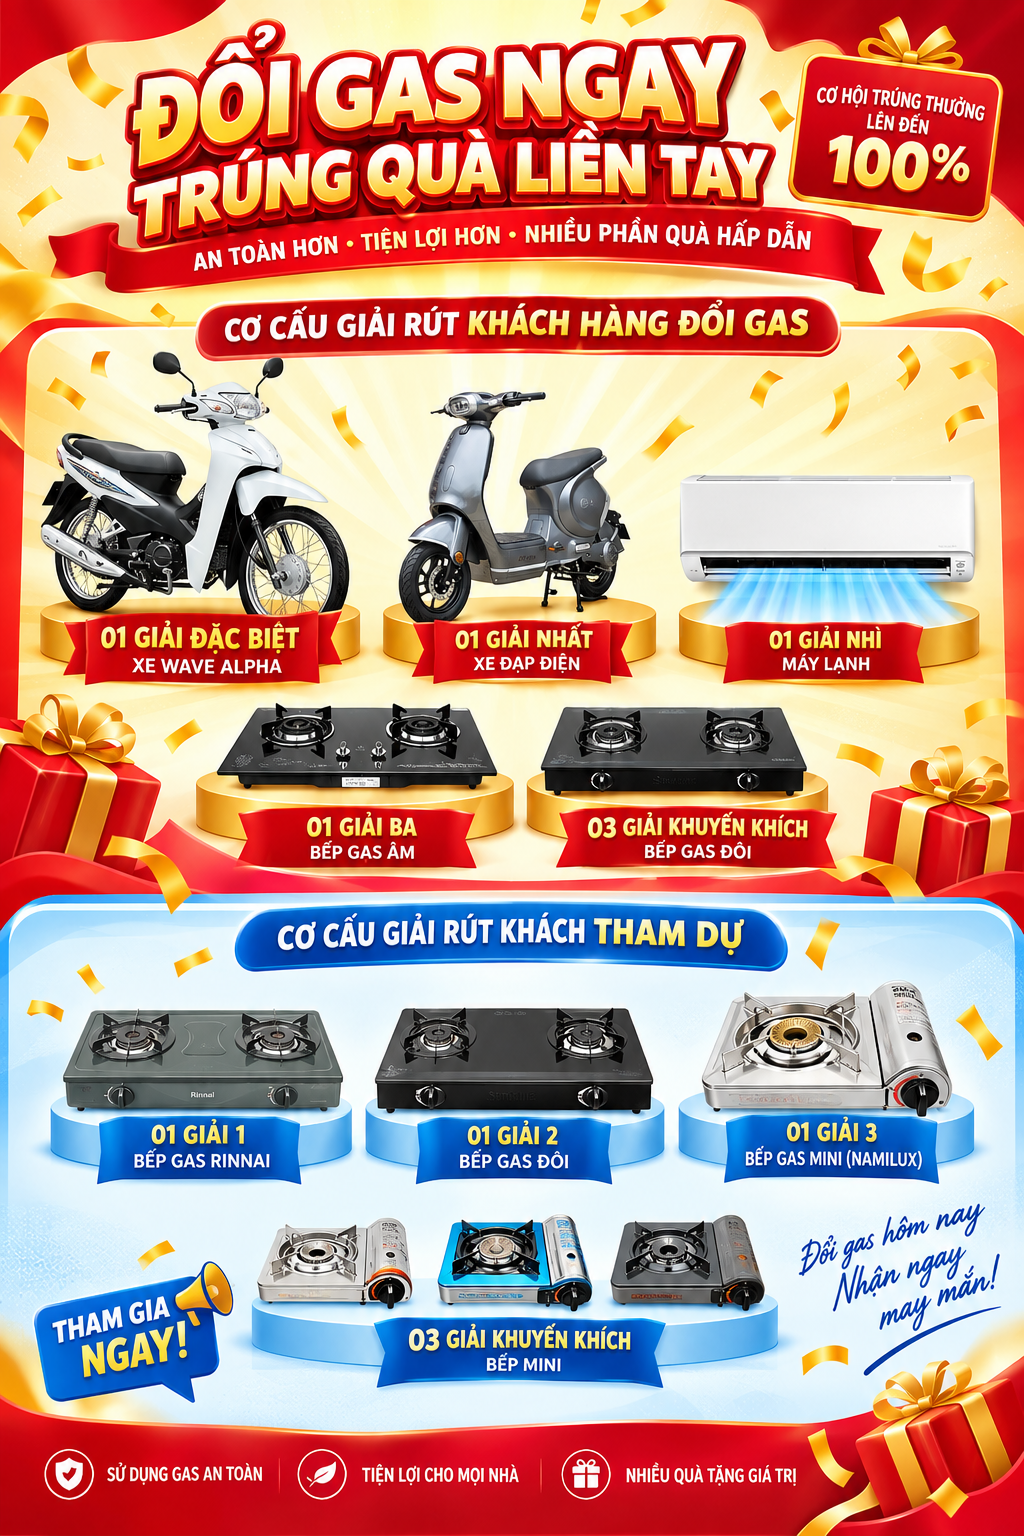 ĐỔI GAS NGAY
TRÚNG QUÀ LIỀN TAY
CƠ HỘI TRÚNG THƯỞNG
LÊN ĐẾN
100%
AN TOÀN HƠN • TIỆN LỢI HƠN • NHIỀU PHẦN QUÀ HẤP DẪN
CƠ CẤU GIẢI RÚT KHÁCH HÀNG ĐỔI GAS
01 GIẢI ĐẶC BIỆT
XE WAVE ALPHA
01 GIẢI NHẤT
XE ĐẠP ĐIỆN
01 GIẢI NHÌ
MÁY LẠNH
01 GIẢI BA
BẾP GAS ÂM
03 GIẢI KHUYẾN KHÍCH
BẾP GAS ĐÔI
CƠ CẤU GIẢI RÚT KHÁCH THAM DỰ
Rinnai
01 GIẢI 1
BẾP GAS RINNAI
01 GIẢI 2
BẾP GAS ĐÔI
01 GIẢI 3
BẾP GAS MINI (NAMILUX)
Đổi gas hôm nay
Nhận ngay
may mắn!
THAM GIA
NGAY!
03 GIẢI KHUYẾN KHÍCH
BẾP MINI
SỬ DỤNG GAS AN TOÀN
TIỆN LỢI CHO MỌI NHÀ
NHIỀU QUÀ TẶNG GIÁ TRỊ